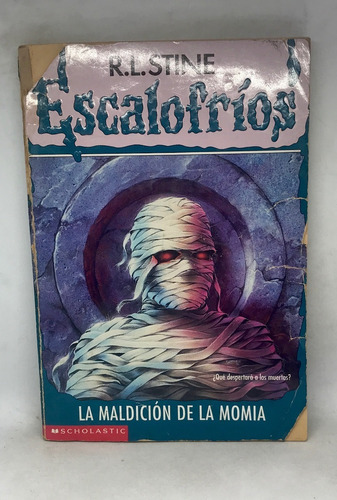 R.L. STINE
Escalofríos
¿Qué despertará a los muertos?
LA MALDICIÓN DE LA MOMIA
SCHOLASTIC